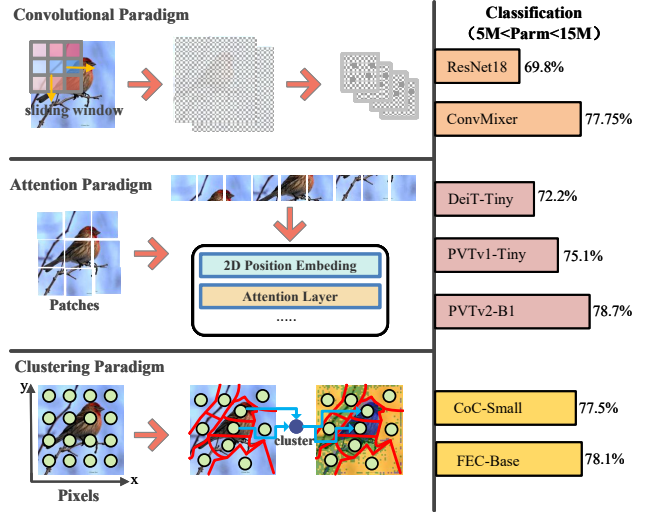 Convolutional Paradigm
sliding window
Attention Paradigm
Patches
2D Position Embeding
Attention Layer
.....
Clustering Paradigm
y
x
Pixels
cluster
Classification
(5M<Parm<15M)
ResNet18 69.8%
ConvMixer 77.75%
DeiT-Tiny 72.2%
PVTv1-Tiny 75.1%
PVTv2-B1 78.7%
CoC-Small 77.5%
FEC-Base 78.1%